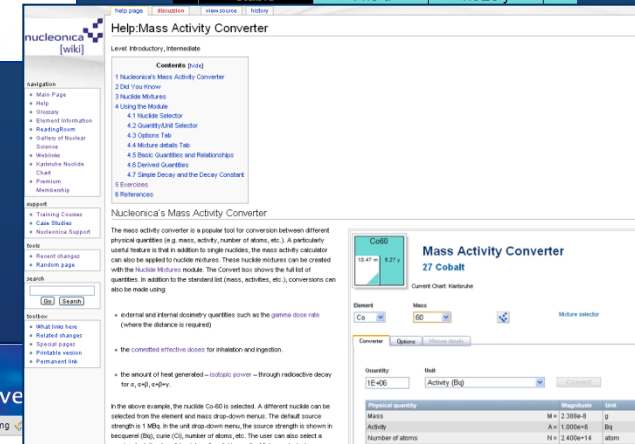 help page
discussion
view source
history
nucleonica
[wiki]
Help:Mass Activity Converter
Level: Introductory, Intermediate
Contents [hide]
1 Nucleonica's Mass Activity Converter
2 Did You Know
3 Nuclide Mixtures
4 Using the Module
4.1 Nuclide Selector
4.2 Quantity/Unit Selector
4.3 Options Tab
4.4 Mixture details Tab
4.5 Basic Quantities and Relationships
4.6 Derived Quantities
4.7 Simple Decay and the Decay Constant
5 Exercises
6 References
navigation
Main Page
Help
Glossary
Element Information
ReadingRoom
Gallery of Nuclear
Science
Weblinks
Karlsruhe Nuclide
Chart
Premium
Membership
support
Training Courses
Case Studies
Nucleonica Support
tools
Recent changes
Random page
search
Go
Search
toolbox
What links here
Related changes
Special pages
Printable version
Permanent link
Nucleonica's Mass Activity Converter
The mass activity converter is a popular tool for conversion between different
physical quantities (e.g. mass, activity, number of atoms, etc.). A particularly
useful feature is that in addition to single nuclides, the mass activity calculator
can also be applied to nuclide mixtures. These nuclide mixtures can be created
with the Nuclide Mixtures module. The Convert box shows the full list of
quantities. In addition to the standard list (mass, activities, etc.), conversions can
also be made using:
external and internal dosimetry quantities such as the gamma dose rate
(where the distance is required)
the committed effective doses for inhalation and ingestion.
the amount of heat generated – isotopic power – through radioactive decay
for α, α+β, α+β+γ.
In the above example, the nuclide Co-60 is selected. A different nuclide can be
selected from the element and mass drop-down menus. The default source
strength is 1 MBq. In the unit drop-down menu, the source strength is shown in
becquerel (Bq), curie (Ci), number of atoms, etc. The user can also select a
Co60
10.47 m
5.27 y
Mass Activity Converter
27 Cobalt
Current Chart: Karlsruhe
Element
Mass
Co
60
Mixture selector
Converter
Options
Mixture details
Quantity
Unit
1E+06
Activity (Bq)
Convert
Physical quantity
Magnitude
Unit
Mass
M = 2.388e-8
g
Activity
A = 1.000e+6
Bq
Number of atoms
N = 2.400e+14
atom